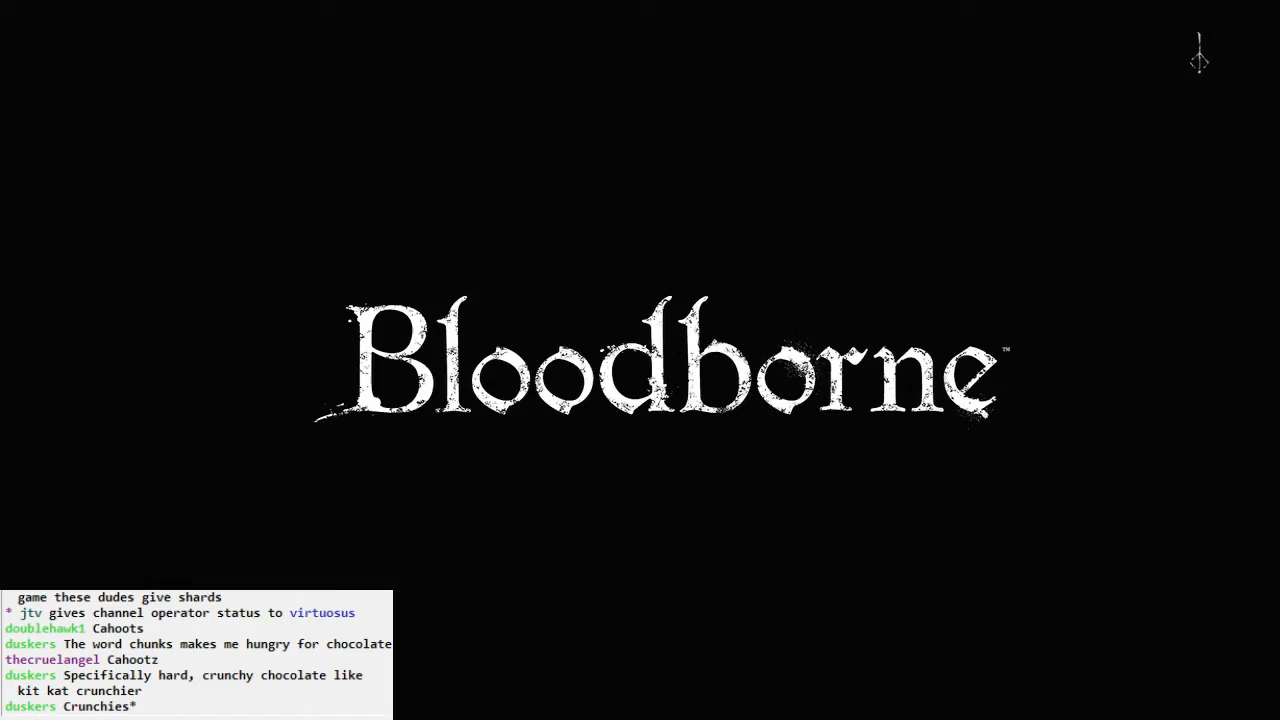 Bloodborne™
game these dudes give shards
* jtv gives channel operator status to virtuosus
doublehawk1 Cahoots
duskers The word chunks makes me hungry for chocolate
thecruelangel Cahootz
duskers Specifically hard, crunchy chocolate like
kit kat crunchier
duskers Crunchies*